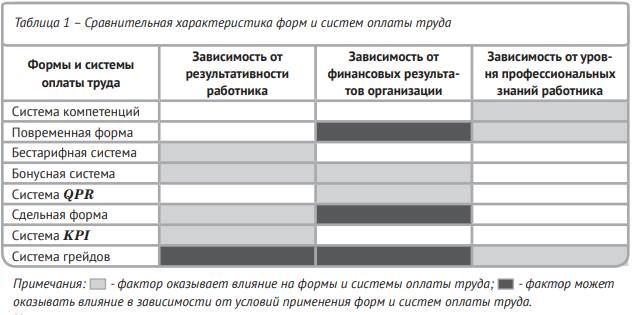 Таблица 1 – Сравнительная характеристика форм и систем оплаты труда
Формы и системы
оплаты труда
Зависимость от
результативности
работника
Зависимость от
финансовых результа-
тов организации
Зависимость от уров-
ня профессиональных
знаний работника
Система компетенций
Повременная форма
Бестарифная система
Бонусная система
Система QPR
Сдельная форма
Система KPI
Система грейдов
Примечания: - фактор оказывает влияние на формы и системы оплаты труда; - фактор может
оказывать влияние в зависимости от условий применения форм и систем оплаты труда.